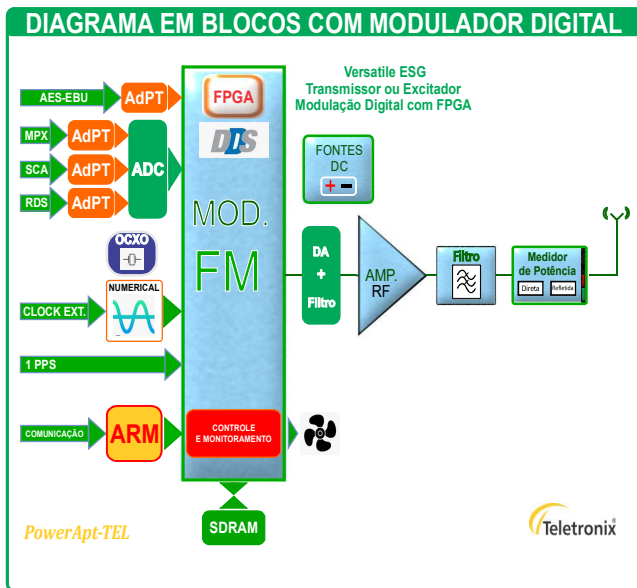 DIAGRAMA EM BLOCOS COM MODULADOR DIGITAL
Versatile ESG
Transmissor ou Excitador
Modulação Digital com FPGA
AES-EBU
AdPT
FPGA
DDS
MPX
AdPT
SCA
AdPT
RDS
AdPT
ADC
FONTES
DC
MOD.
FM
OCXO
NUMERICAL
CLOCK EXT.
DA
+
Filtro
AMP.
RF
Filtro
Medidor
de Potência
Direta
Refletida
1 PPS
COMUNICAÇÃO
ARM
CONTROLE
E MONITORAMENTO
SDRAM
PowerApt-TEL
Teletronix®